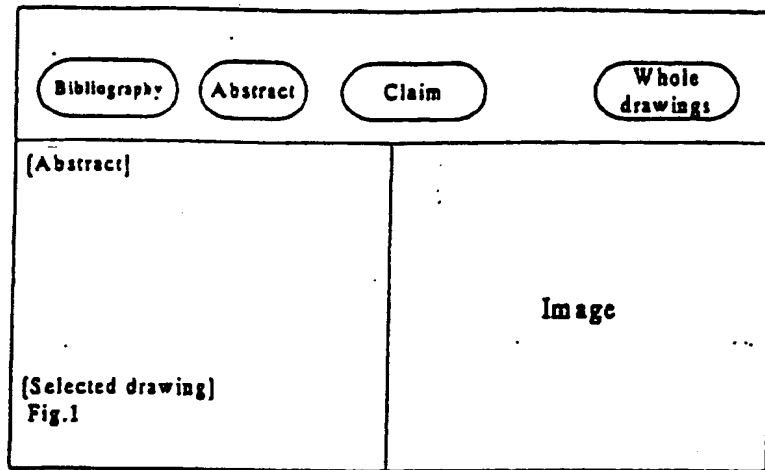 Bibliography
Abstract
Claim
Whole
drawings
[Abstract]
Image
[Selected drawing]
Fig.1